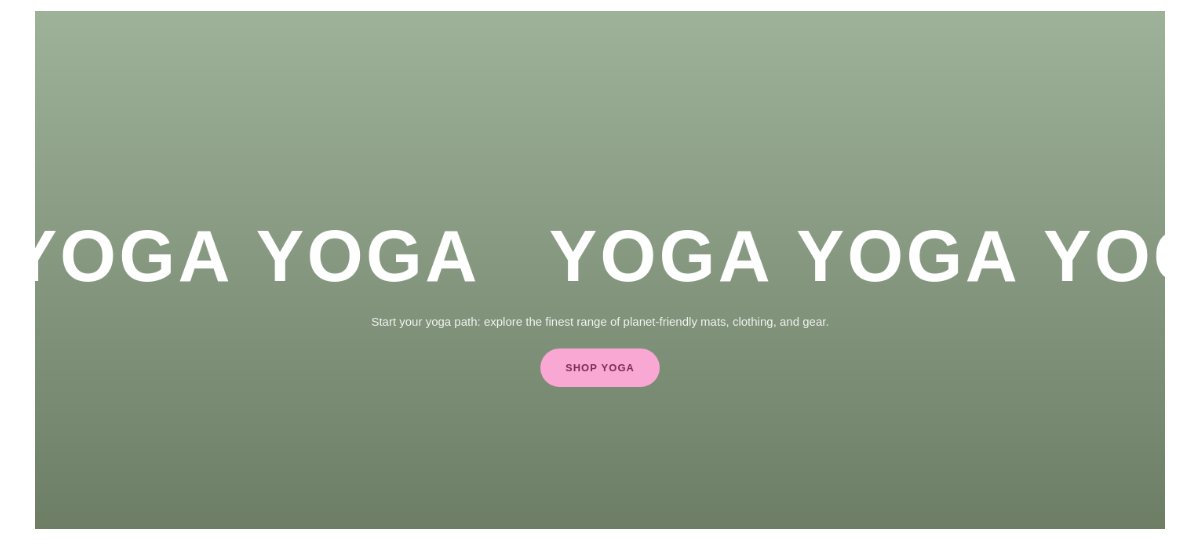 YOGA YOGA YOGA YOGA YOG
Start your yoga path: explore the finest range of planet-friendly mats, clothing, and gear.
SHOP YOGA